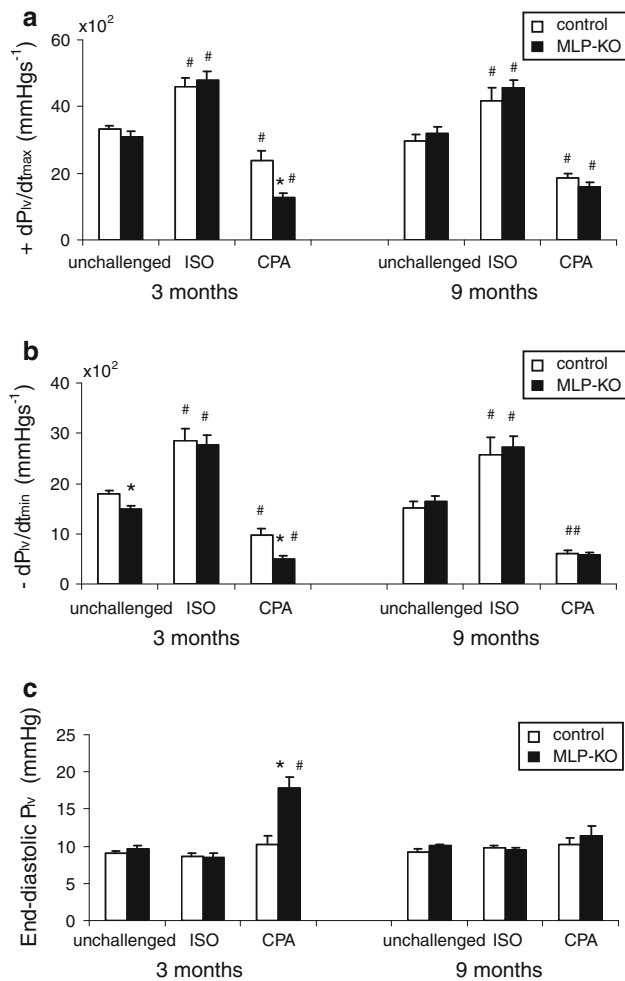 a
x10²
control
MLP-KO
+ dPlv/dtmax (mmHgs⁻¹)
60
40
20
0
# # # * # # # # #
unchallenged ISO CPA unchallenged ISO CPA
3 months 9 months
b
x10²
control
MLP-KO
- dPlv/dtmin (mmHgs⁻¹)
40
30
20
10
0
* # # # * # # # ##
unchallenged ISO CPA unchallenged ISO CPA
3 months 9 months
c
control
MLP-KO
End-diastolic Plv (mmHg)
25
20
15
10
5
0
* #
unchallenged ISO CPA unchallenged ISO CPA
3 months 9 months